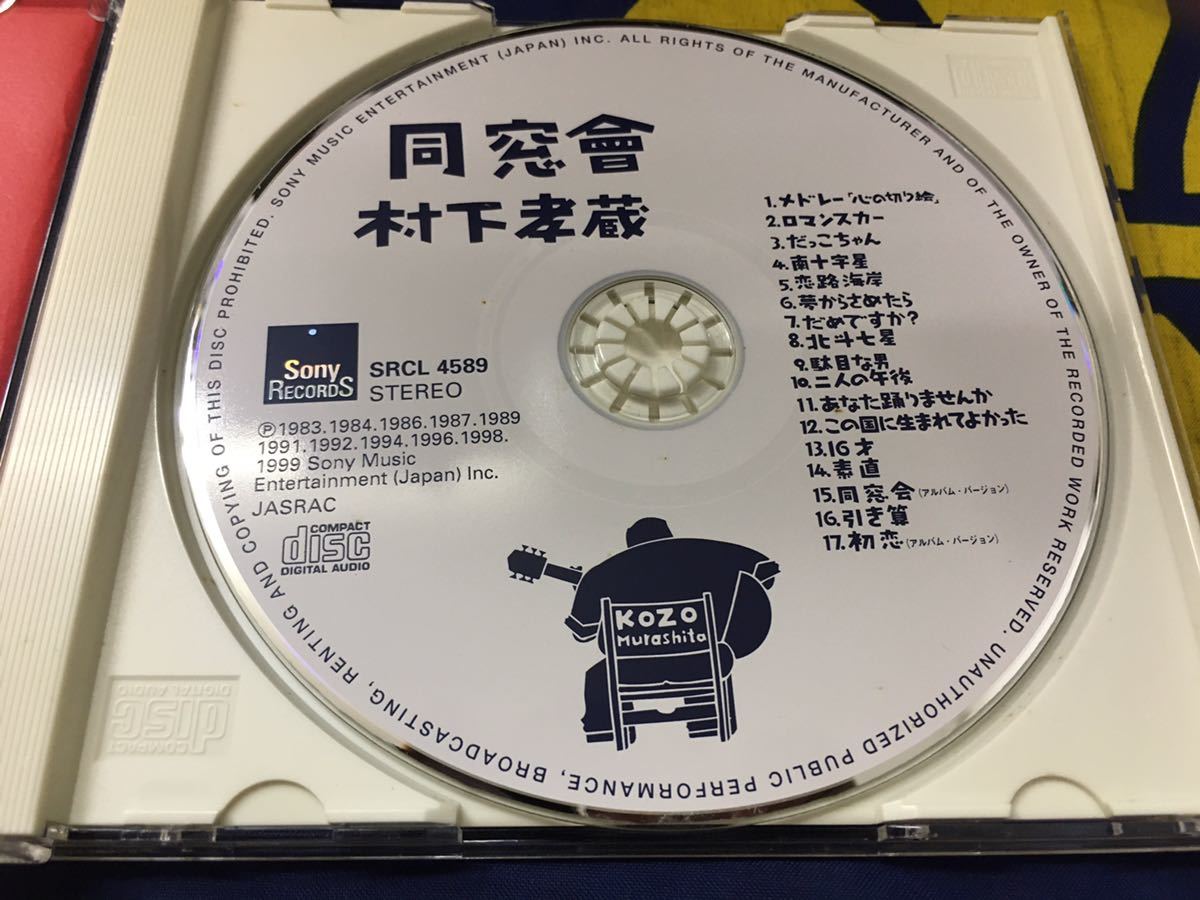 同窓會
村下孝蔵
1.メドレー「心の切り絵」
2.ロマンスカー
3.だっこちゃん
4.南十字星
5.恋路海岸
6.夢からさめたら
7.だめですか?
8.北斗七星
9.駄目な男
10.二人の午後
11.あなた踊りませんか
12.この国に生まれてよかった
13.16才
14.素直
15.同窓会(アルバム・バージョン)
16.引き算
17.初恋(アルバム・バージョン)
Sony
RECORDS
SRCL 4589
STEREO
Ⓟ1983.1984.1986.1987.1989
1991.1992.1994.1996.1998.
1999 Sony Music
Entertainment (Japan) Inc.
JASRAC
COMPACT
disc
DIGITAL AUDIO
KOZO
Murashita
SONY MUSIC ENTERTAINMENT (JAPAN) INC. ALL RIGHTS OF THE MANUFACTURER AND OF THE OWNER OF THE RECORDED WORK RESERVED. UNAUTHORIZED PUBLIC PERFORMANCE, BROADCASTING, RENTING AND COPYING OF THIS DISC PROHIBITED.
COMPACT
disc
DIGITAL AUDIO